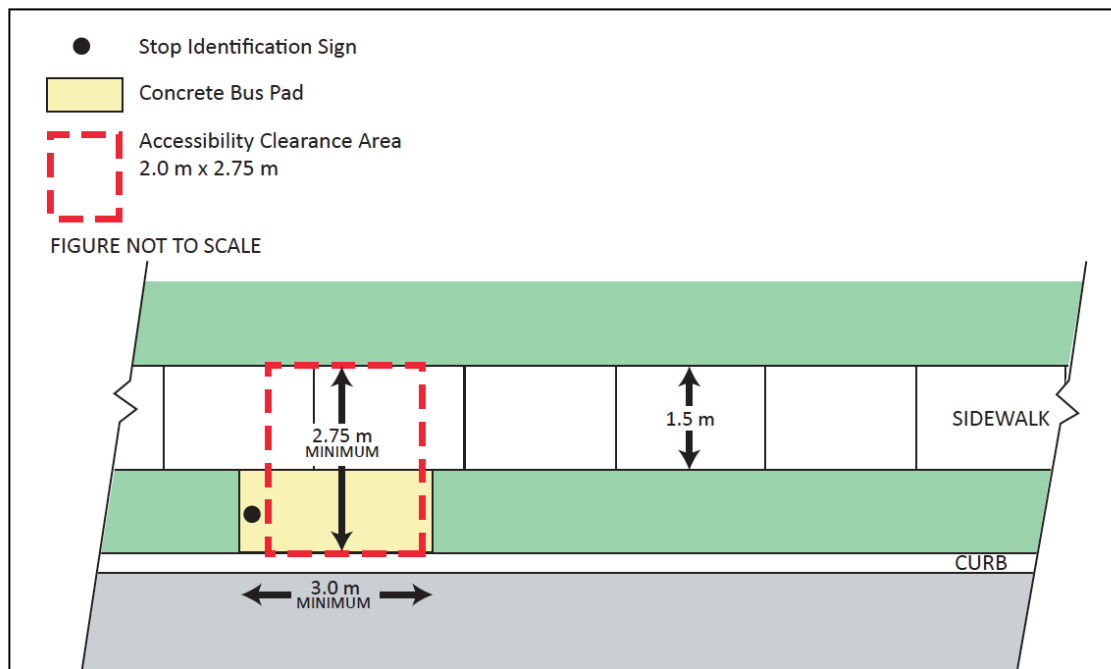 Stop Identification Sign
Concrete Bus Pad
Accessibility Clearance Area
2.0 m x 2.75 m
FIGURE NOT TO SCALE
2.75 m
MINIMUM
1.5 m
SIDEWALK
CURB
3.0 m
MINIMUM